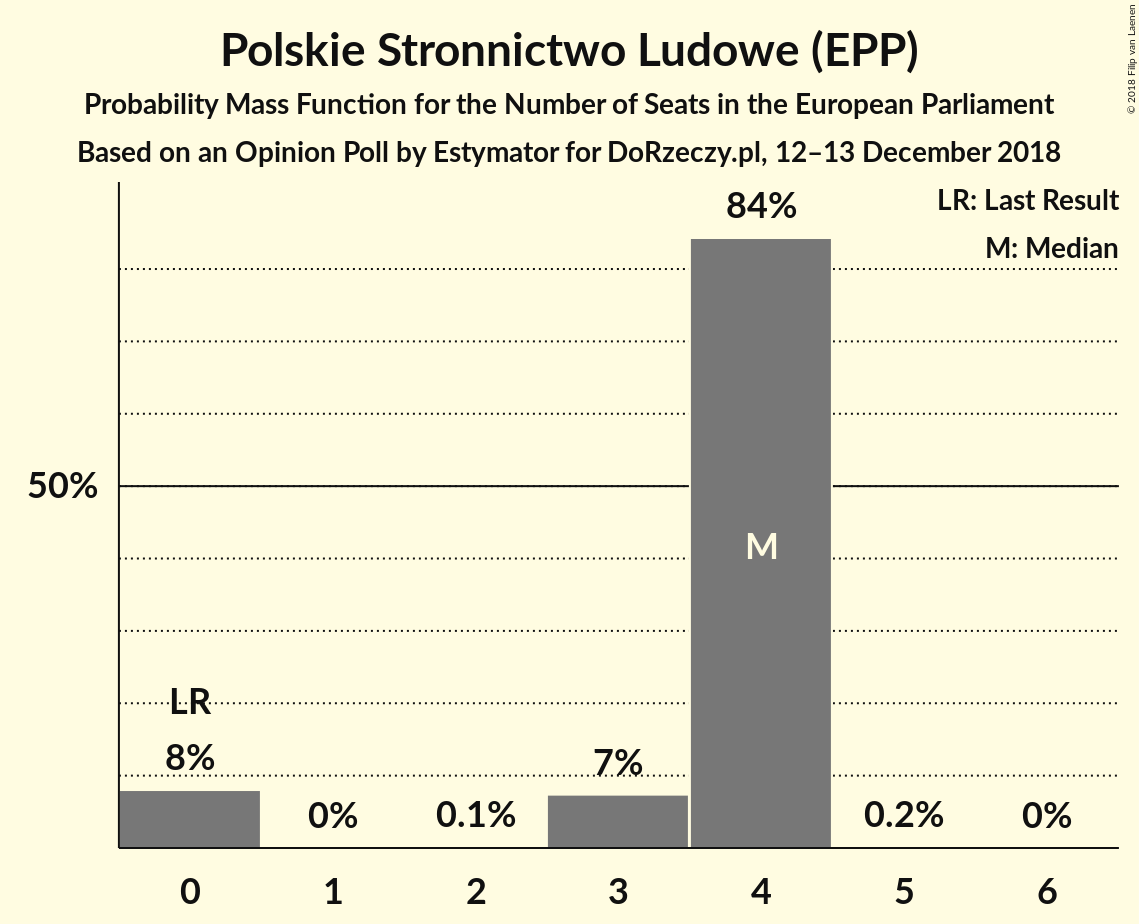 Polskie Stronnictwo Ludowe (EPP)
Probability Mass Function for the Number of Seats in the European Parliament
Based on an Opinion Poll by Estymator for DoRzeczy.pl, 12–13 December 2018
© 2018 Filip van Laenen
LR: Last Result
M: Median
84%
50%
M
LR
8%
0%
0.1%
7%
0.2%
0%
0 1 2 3 4 5 6